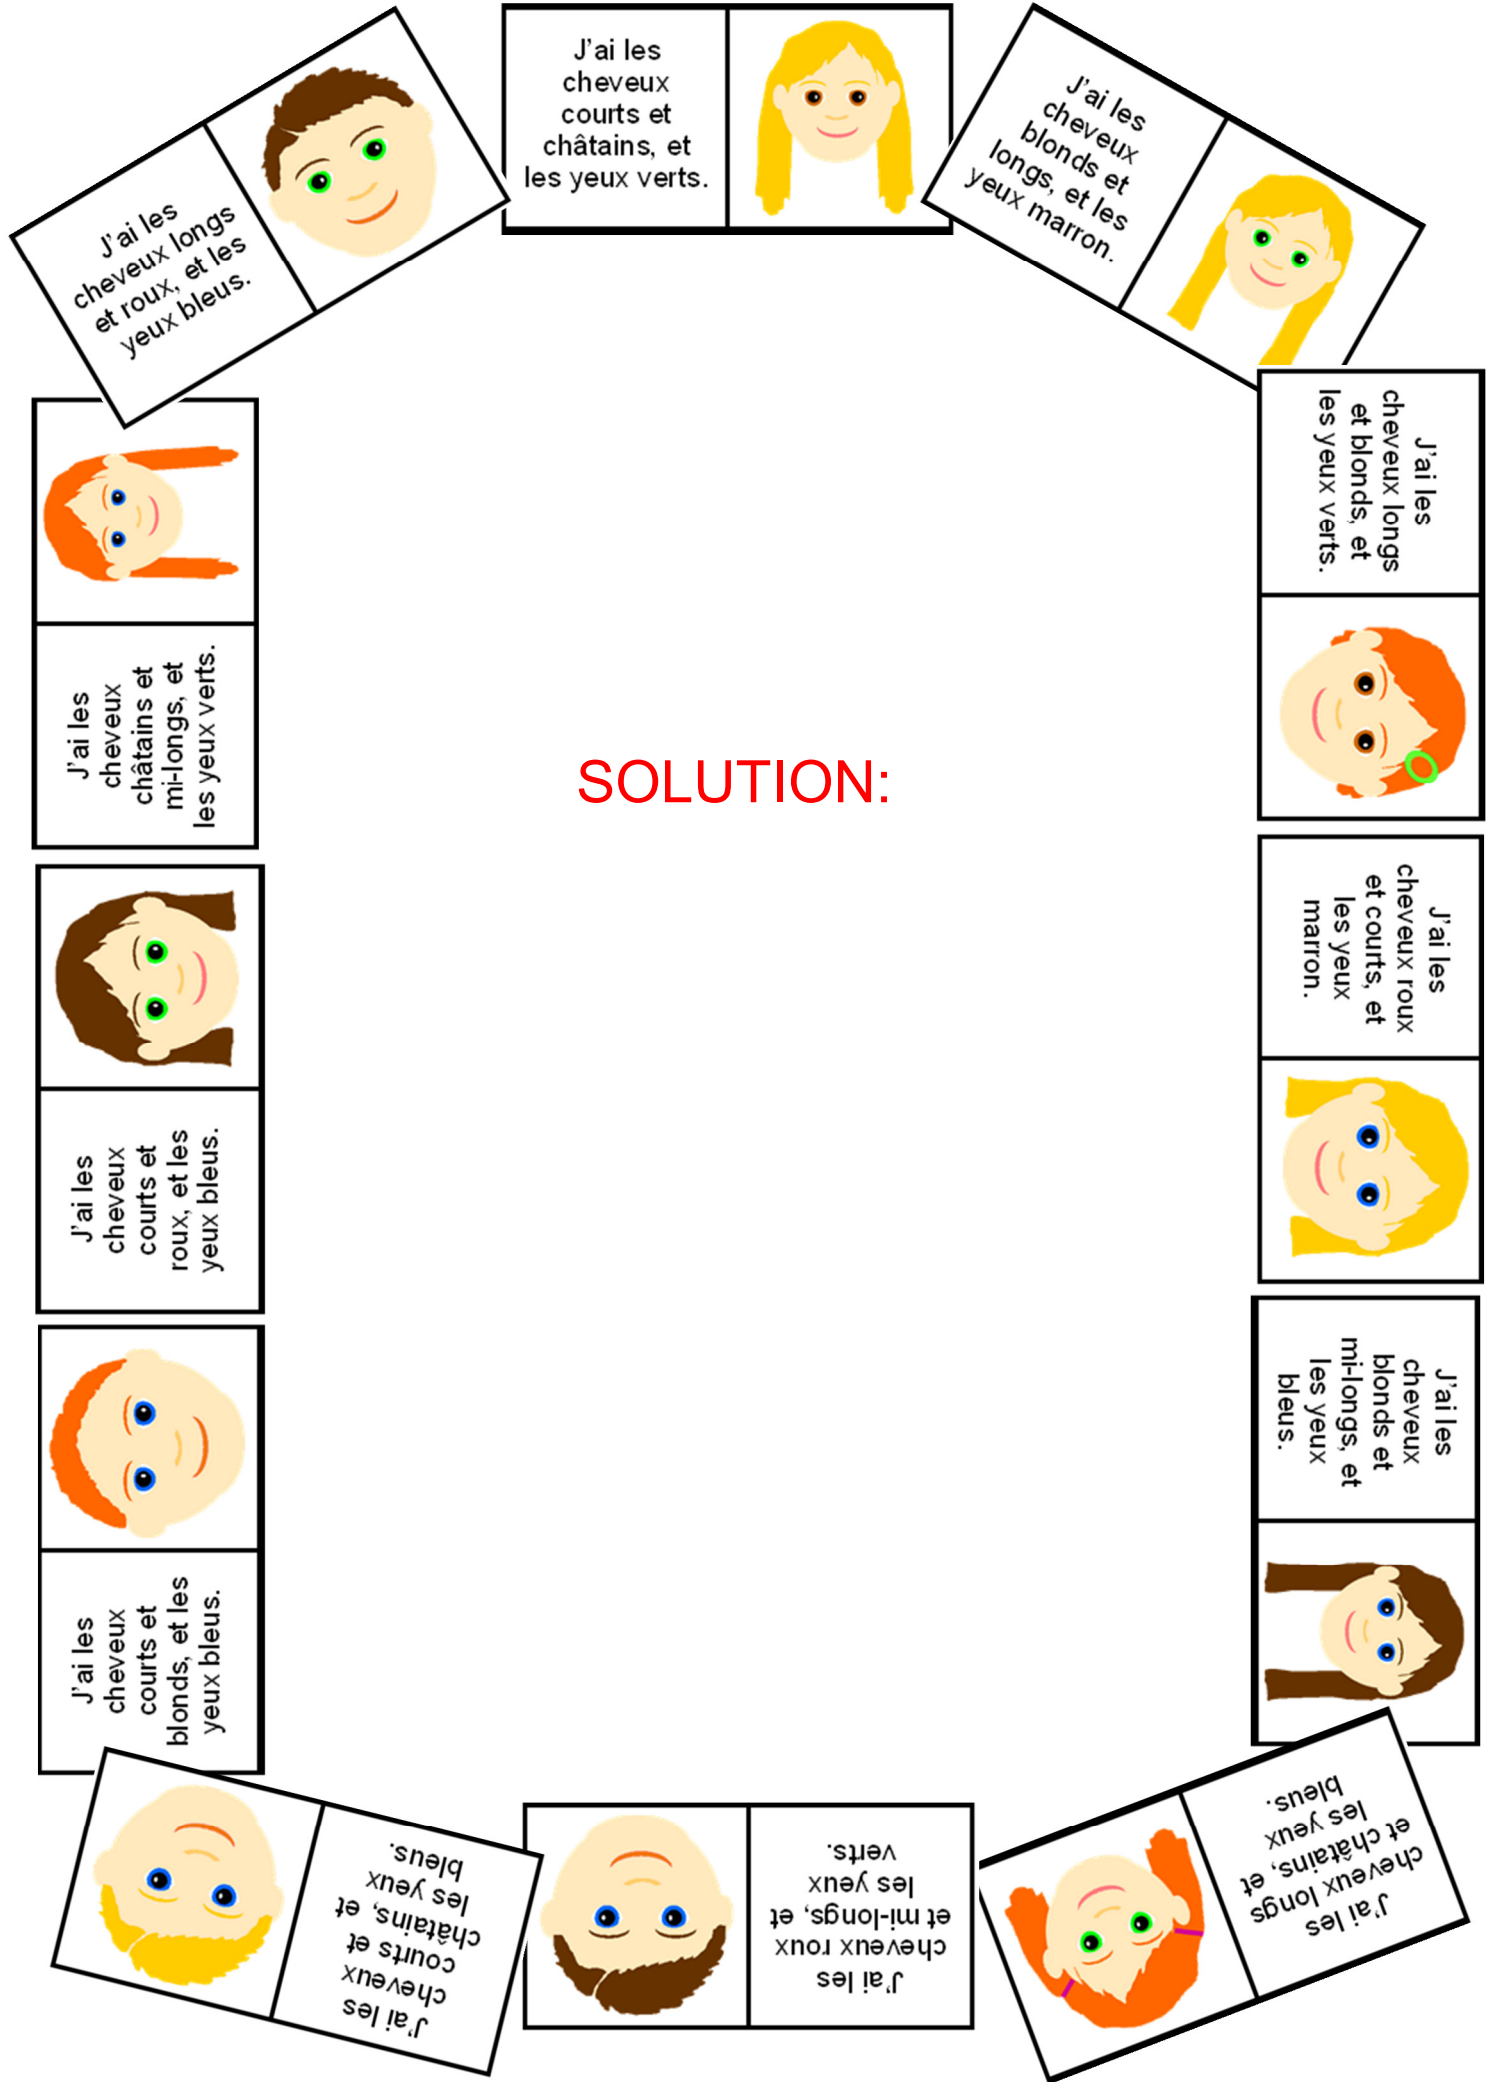 J'ai les
cheveux
courts et
châtains, et
les yeux verts.
J'ai les
cheveux
blonds et
longs, et les
yeux marron.
J'ai les
cheveux longs
et blonds, et
les yeux verts.
J'ai les
cheveux roux
et courts, et
les yeux
marron.
J'ai les
cheveux
blonds et
mi-longs, et
les yeux
bleus.
J'ai les
cheveux longs
et châtains, et
les yeux
bleus.
J'ai les
cheveux roux
et mi-longs, et
les yeux
verts.
J'ai les
cheveux
courts et
châtains, et
les yeux
bleus.
J'ai les
cheveux
courts et
blonds, et les
yeux bleus.
J'ai les
cheveux
courts et
roux, et les
yeux bleus.
J'ai les
cheveux
châtains et
mi-longs, et
les yeux verts.
J'ai les
cheveux longs
et roux, et les
yeux bleus.
SOLUTION: